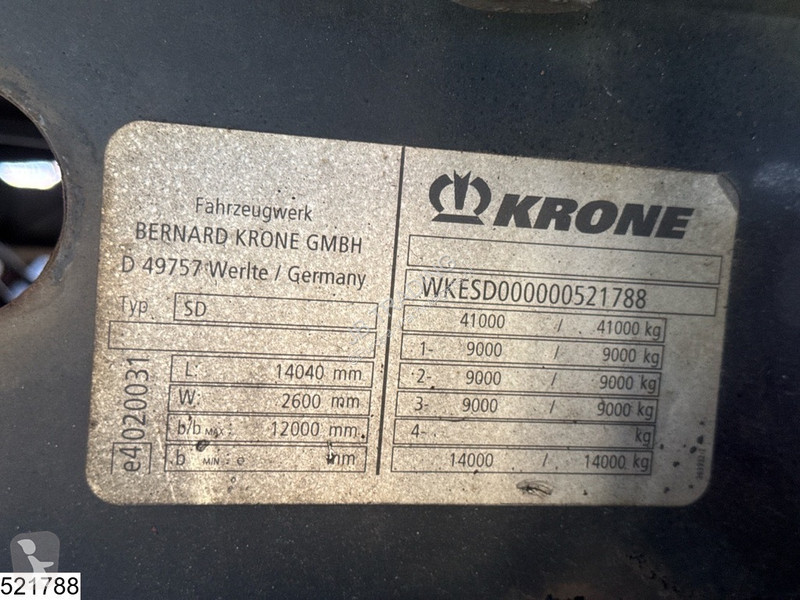 Fahrzeugwerk
BERNARD KRONE GMBH
D 49757 Werlte / Germany
Typ SD
e4 020031
L: 14040 mm
W: 2600 mm
b/b MAX.: 12000 mm
b MIN.: mm
KRONE
WKESD000000521788
41000 / 41000 kg
1- 9000 / 9000 kg
2- 9000 / 9000 kg
3- 9000 / 9000 kg
4- kg
14000 / 14000 kg
521788